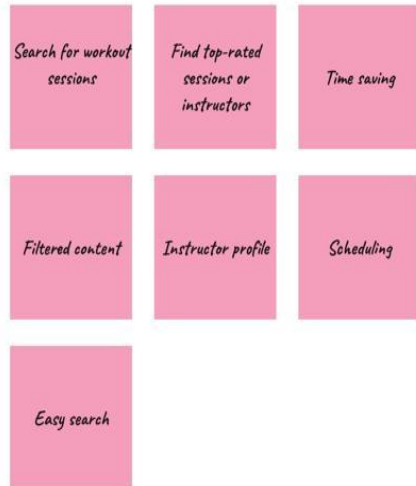 Search for workout
sessions
Find top-rated
sessions or
instructors
Time saving
Filtered content
Instructor profile
Scheduling
Easy search